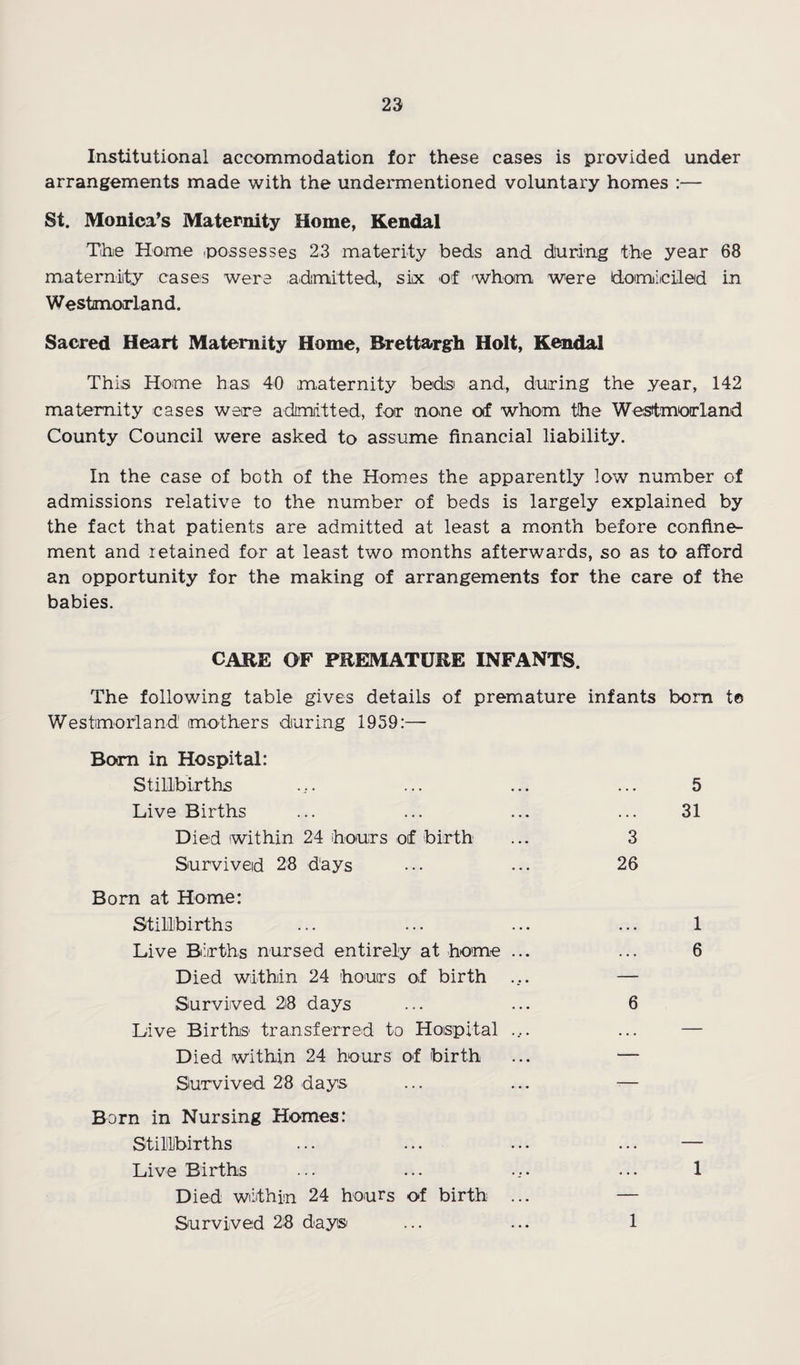 23
Institutional accommodation for these cases is provided under
arrangements made with the undermentioned voluntary homes :—
St. Monica's Maternity Home, Kendal
The Home possesses 23 materity beds and during the year 68
maternity cases were admitted, six of whom were domiciled in
Westmorland.
Sacred Heart Maternity Home, Brettargh Holt, Kendal
This Home has 40 maternity beds and, during the year, 142
maternity cases were admitted, for none of whom the Westmorland
County Council were asked to assume financial liability.
In the case of both of the Homes the apparently low number of
admissions relative to the number of beds is largely explained by
the fact that patients are admitted at least a month before confine-
ment and retained for at least two months afterwards, so as to afford
an opportunity for the making of arrangements for the care of the
babies.
CARE OF PREMATURE INFANTS.
The following table gives details of premature infants born to
Westmorland mothers during 1959:—
Born in Hospital:
Stillbirths ... ... ... ... 5
Live Births ... ... ... ... 31
Died within 24 hours of birth ... 3
Survived 28 days ... ... 26
Born at Home:
Stillbirths ... ... ... ... 1
Live Births nursed entirely at home ... ... 6
Died within 24 hours of birth ... —
Survived 28 days ... ... 6
Live Births transferred to Hospital ... ... —
Died within 24 hours of birth ... —
Survived 28 days ... ... —
Born in Nursing Homes:
Stillbirths ... ... ... ... —
Live Births ... ... ... ... 1
Died within 24 hours of birth ... —
Survived 28 days ... ... 1